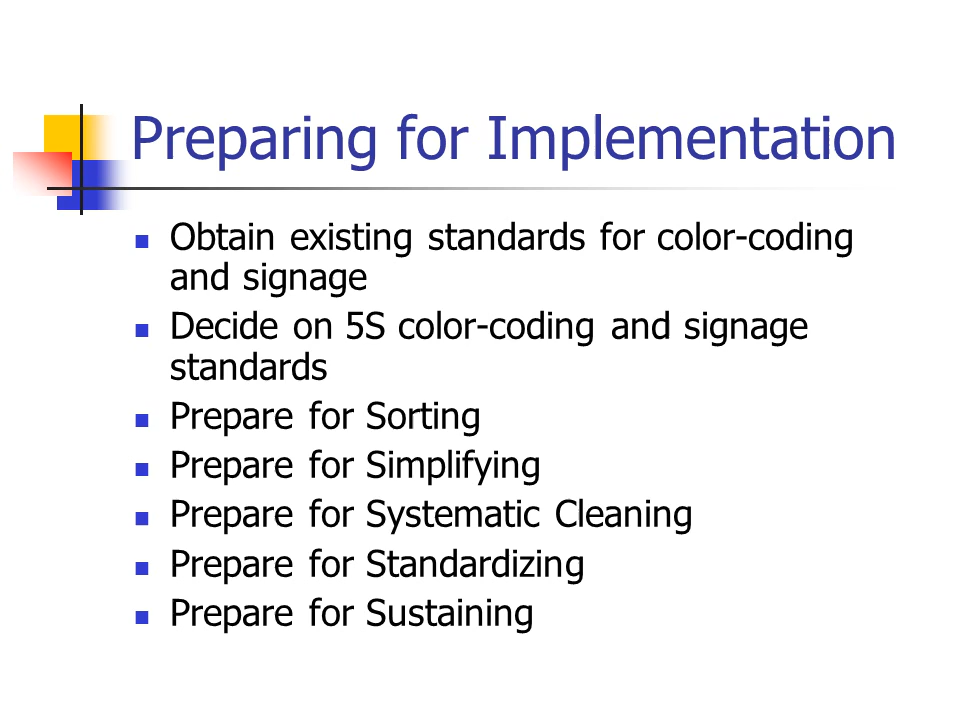 Preparing for Implementation
Obtain existing standards for color-coding
and signage
Decide on 5S color-coding and signage
standards
Prepare for Sorting
Prepare for Simplifying
Prepare for Systematic Cleaning
Prepare for Standardizing
Prepare for Sustaining